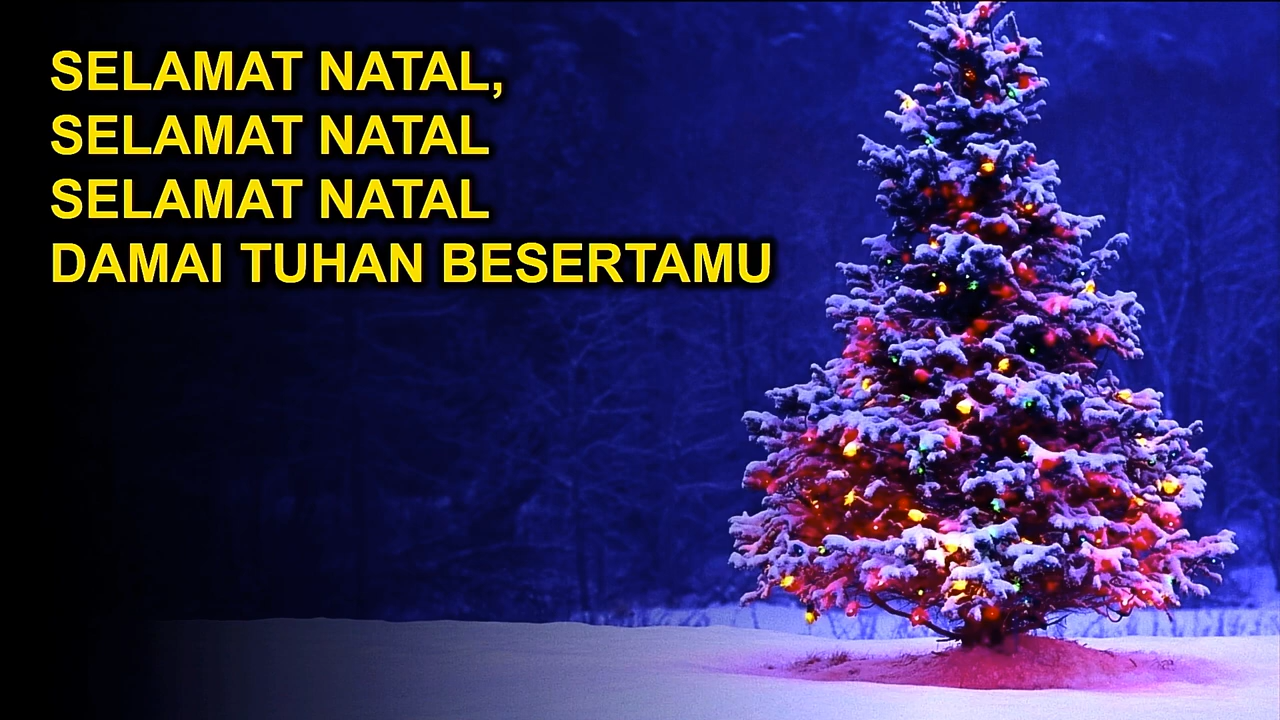 SELAMAT NATAL,
SELAMAT NATAL
SELAMAT NATAL
DAMAI TUHAN BESERTAMU